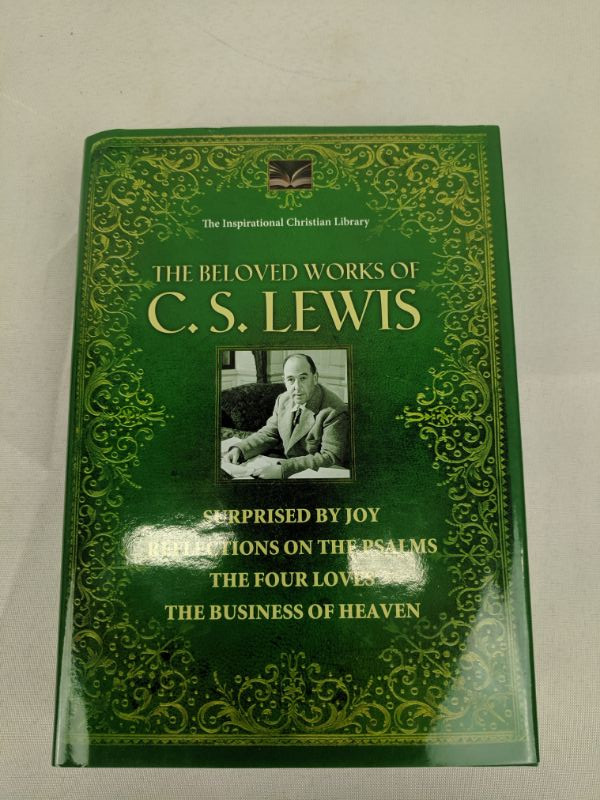 The Inspirational Christian Library
THE BELOVED WORKS OF
C. S. LEWIS
SURPRISED BY JOY
REFLECTIONS ON THE PSALMS
THE FOUR LOVES
THE BUSINESS OF HEAVEN